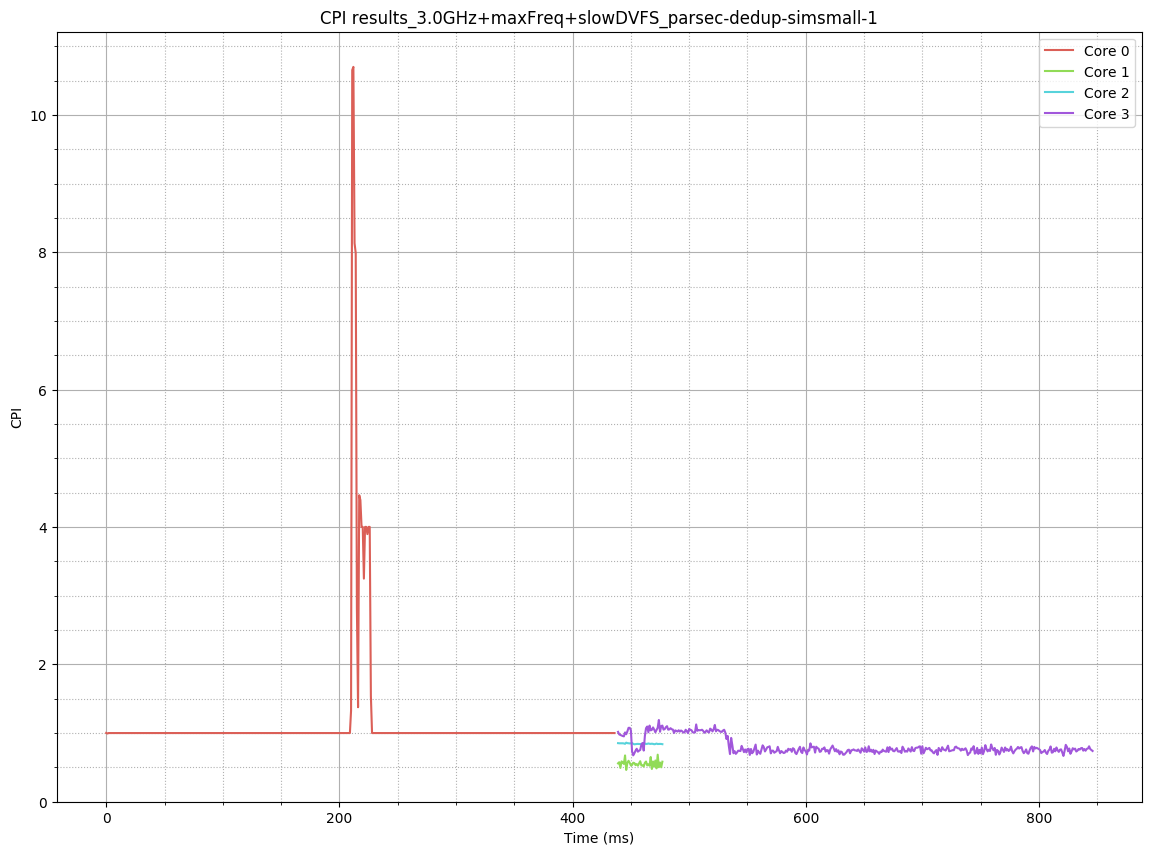 CPI results_3.0GHz+maxFreq+slowDVFS_parsec-dedup-simsmall-1
Core 0
Core 1
Core 2
Core 3
10
8
6
4
2
0
CPI
0
200
400
600
800
Time (ms)